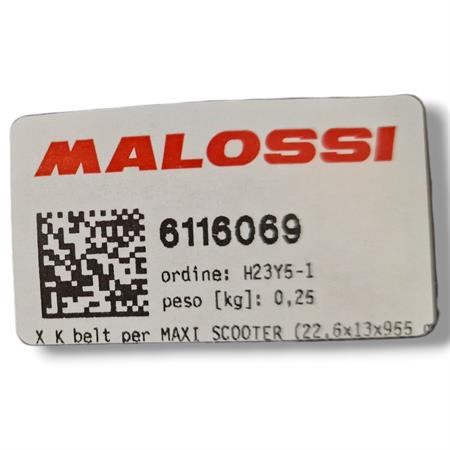 MALOSSI
6116069
ordine: H23Y5-1
peso [kg]: 0,25
X K belt per MAXI SCOOTER (22,6x13x955